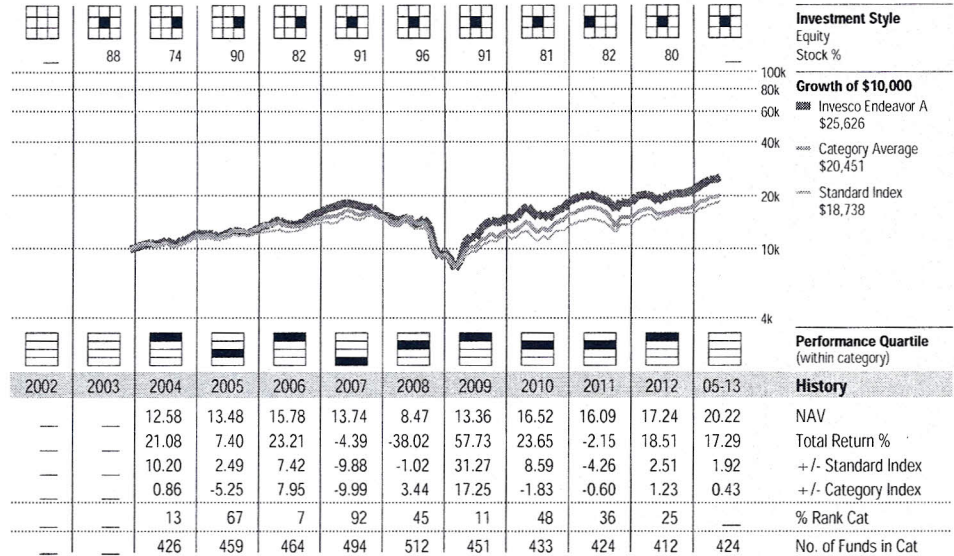 Investment Style
Equity
— 88 74 90 82 91 96 91 81 82 80 — Stock %
100k
80k
60k
40k
20k
10k
4k
Growth of $10,000
Invesco Endeavor A
$25,626
Category Average
$20,451
Standard Index
$18,738
Performance Quartile
(within category)
2002 2003 2004 2005 2006 2007 2008 2009 2010 2011 2012 05-13 History
— — 12.58 13.48 15.78 13.74 8.47 13.36 16.52 16.09 17.24 20.22 NAV
— — 21.08 7.40 23.21 -4.39 -38.02 57.73 23.65 -2.15 18.51 17.29 Total Return %
— — 10.20 2.49 7.42 -9.88 -1.02 31.27 8.59 -4.26 2.51 1.92 +/- Standard Index
— — 0.86 -5.25 7.95 -9.99 3.44 17.25 -1.83 -0.60 1.23 0.43 +/- Category Index
— — 13 67 7 92 45 11 48 36 25 — % Rank Cat
— — 426 459 464 494 512 451 433 424 412 424 No. of Funds in Cat